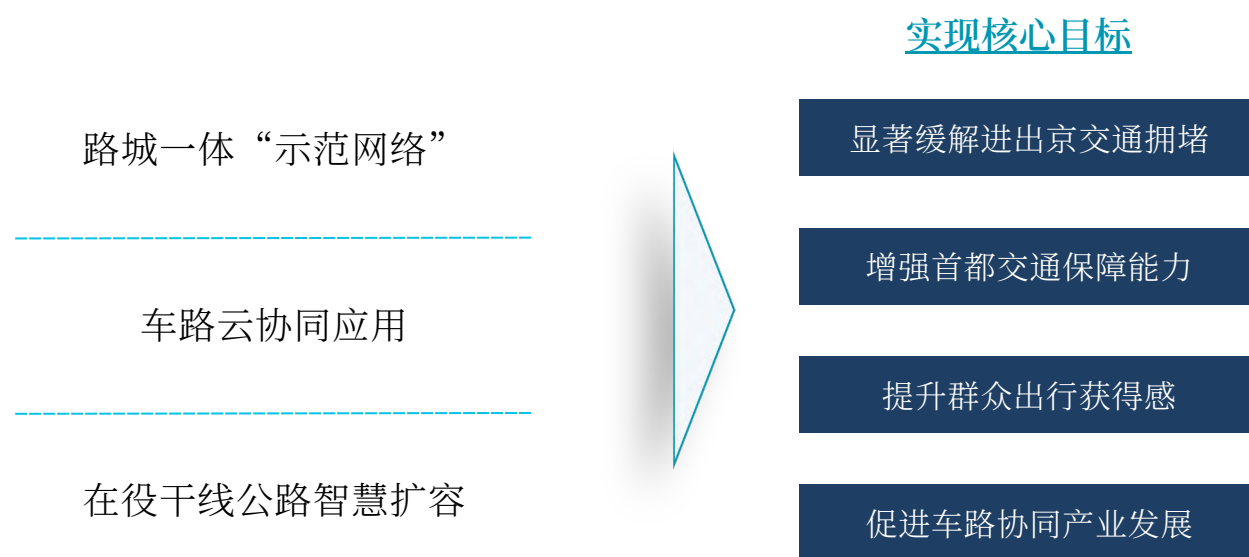 实现核心目标
路城一体“示范网络”
车路云协同应用
在役干线公路智慧扩容
显著缓解进出京交通拥堵
增强首都交通保障能力
提升群众出行获得感
促进车路协同产业发展